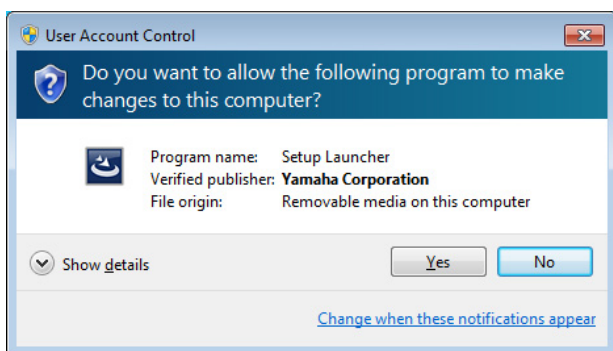 User Account Control
Do you want to allow the following program to make
changes to this computer?
Program name: Setup Launcher
Verified publisher: Yamaha Corporation
File origin: Removable media on this computer
Show details
Yes
No
Change when these notifications appear